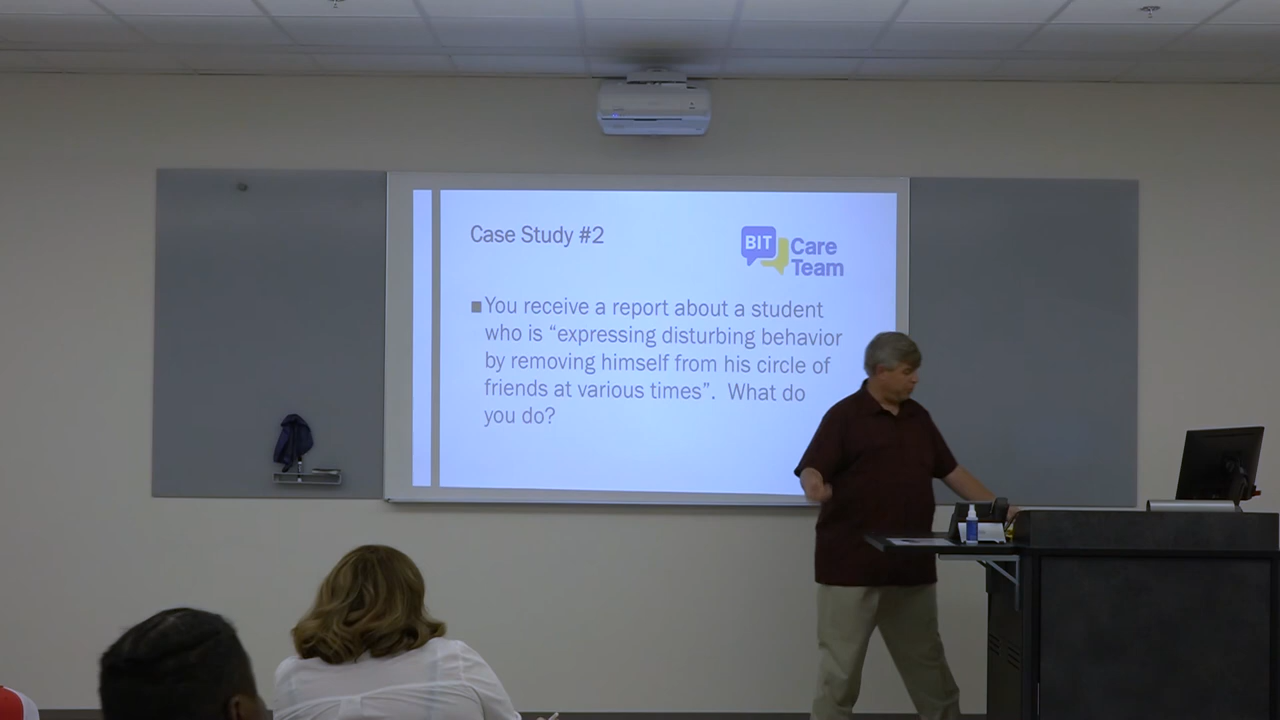 Case Study #2
BIT
Care
Team
You receive a report about a student
who is “expressing disturbing behavior
by removing himself from his circle of
friends at various times”. What do
you do?